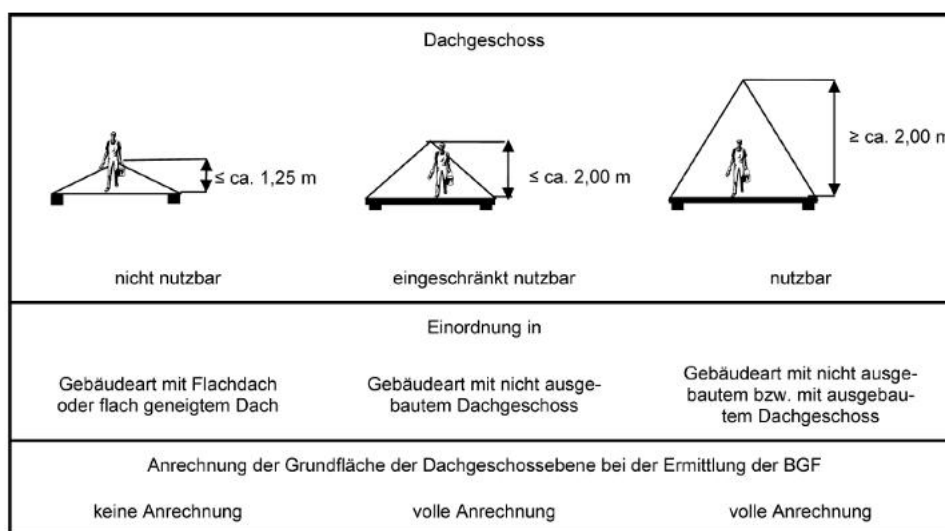 Dachgeschoss
≤ ca. 1,25 m
≤ ca. 2,00 m
≥ ca. 2,00 m
nicht nutzbar
eingeschränkt nutzbar
nutzbar
Einordnung in
Gebäudeart mit Flachdach
oder flach geneigtem Dach
Gebäudeart mit nicht ausge-
bautem Dachgeschoss
Gebäudeart mit nicht ausge-
bautem bzw. mit ausgebau-
tem Dachgeschoss
Anrechnung der Grundfläche der Dachgeschossebene bei der Ermittlung der BGF
keine Anrechnung
volle Anrechnung
volle Anrechnung